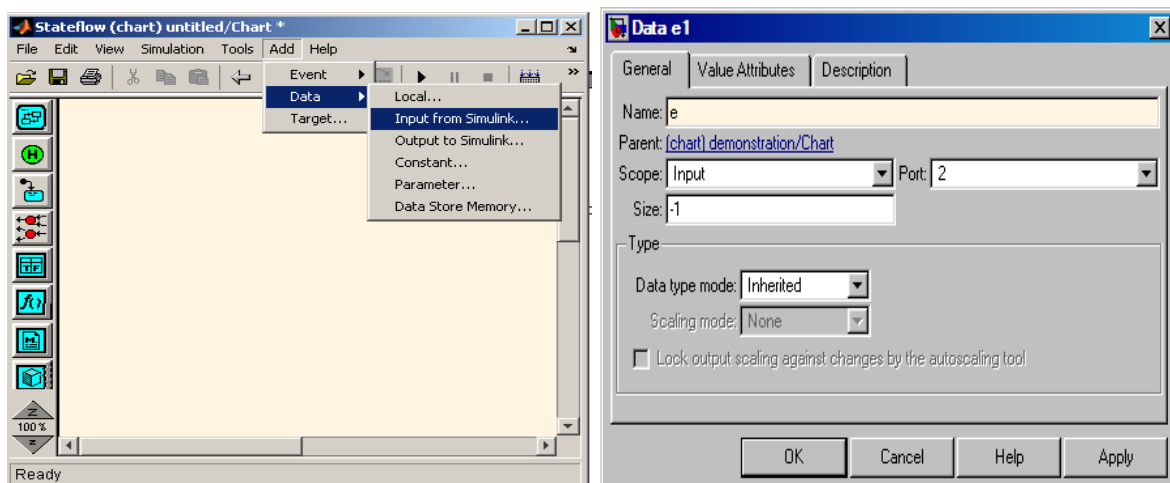 Stateflow (chart) untitled/Chart *
File Edit View Simulation Tools Add Help
Event
Data
Target...
Local...
Input from Simulink...
Output to Simulink...
Constant...
Parameter...
Data Store Memory...
H
TF
f()
M
Z
100 %
Z
Ready
Data e1
General Value Attributes Description
Name: e
Parent: (chart) demonstration/Chart
Scope: Input Port: 2
Size: -1
Type
Data type mode: Inherited
Scaling mode: None
Lock output scaling against changes by the autoscaling tool
OK Cancel Help Apply